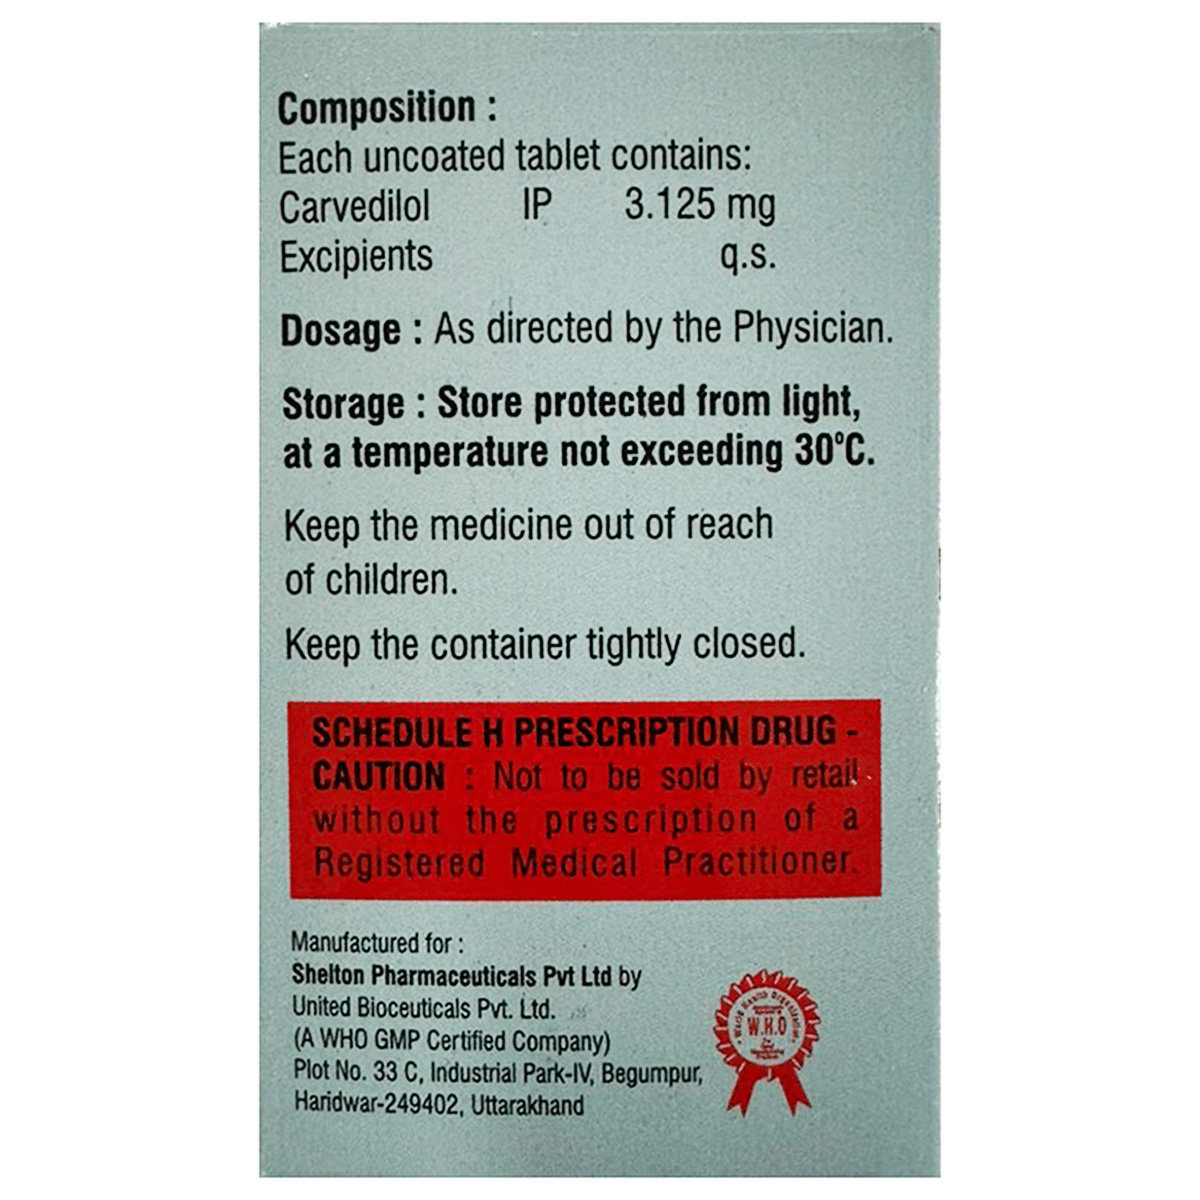 Composition :
Each uncoated tablet contains:
Carvedilol IP 3.125 mg
Excipients q.s.
Dosage : As directed by the Physician.
Storage : Store protected from light,
at a temperature not exceeding 30°C.
Keep the medicine out of reach
of children.
Keep the container tightly closed.
SCHEDULE H PRESCRIPTION DRUG -
CAUTION : Not to be sold by retail
without the prescription of a
Registered Medical Practitioner.
Manufactured for :
Shelton Pharmaceuticals Pvt Ltd by
United Bioceuticals Pvt. Ltd.
(A WHO GMP Certified Company)
Plot No. 33 C, Industrial Park-IV, Begumpur,
Haridwar-249402, Uttarakhand
World Health Organization
W.H.O